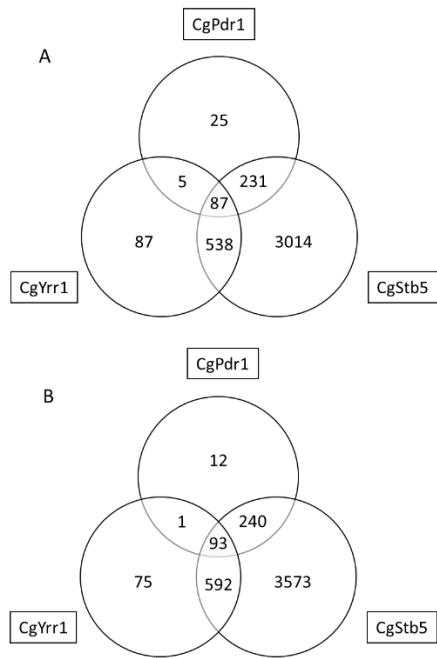 CgPdr1
A
25
5 231
87
87 538 3014
CgYrr1 CgStb5
CgPdr1
B
12
1 240
93
75 592 3573
CgYrr1 CgStb5